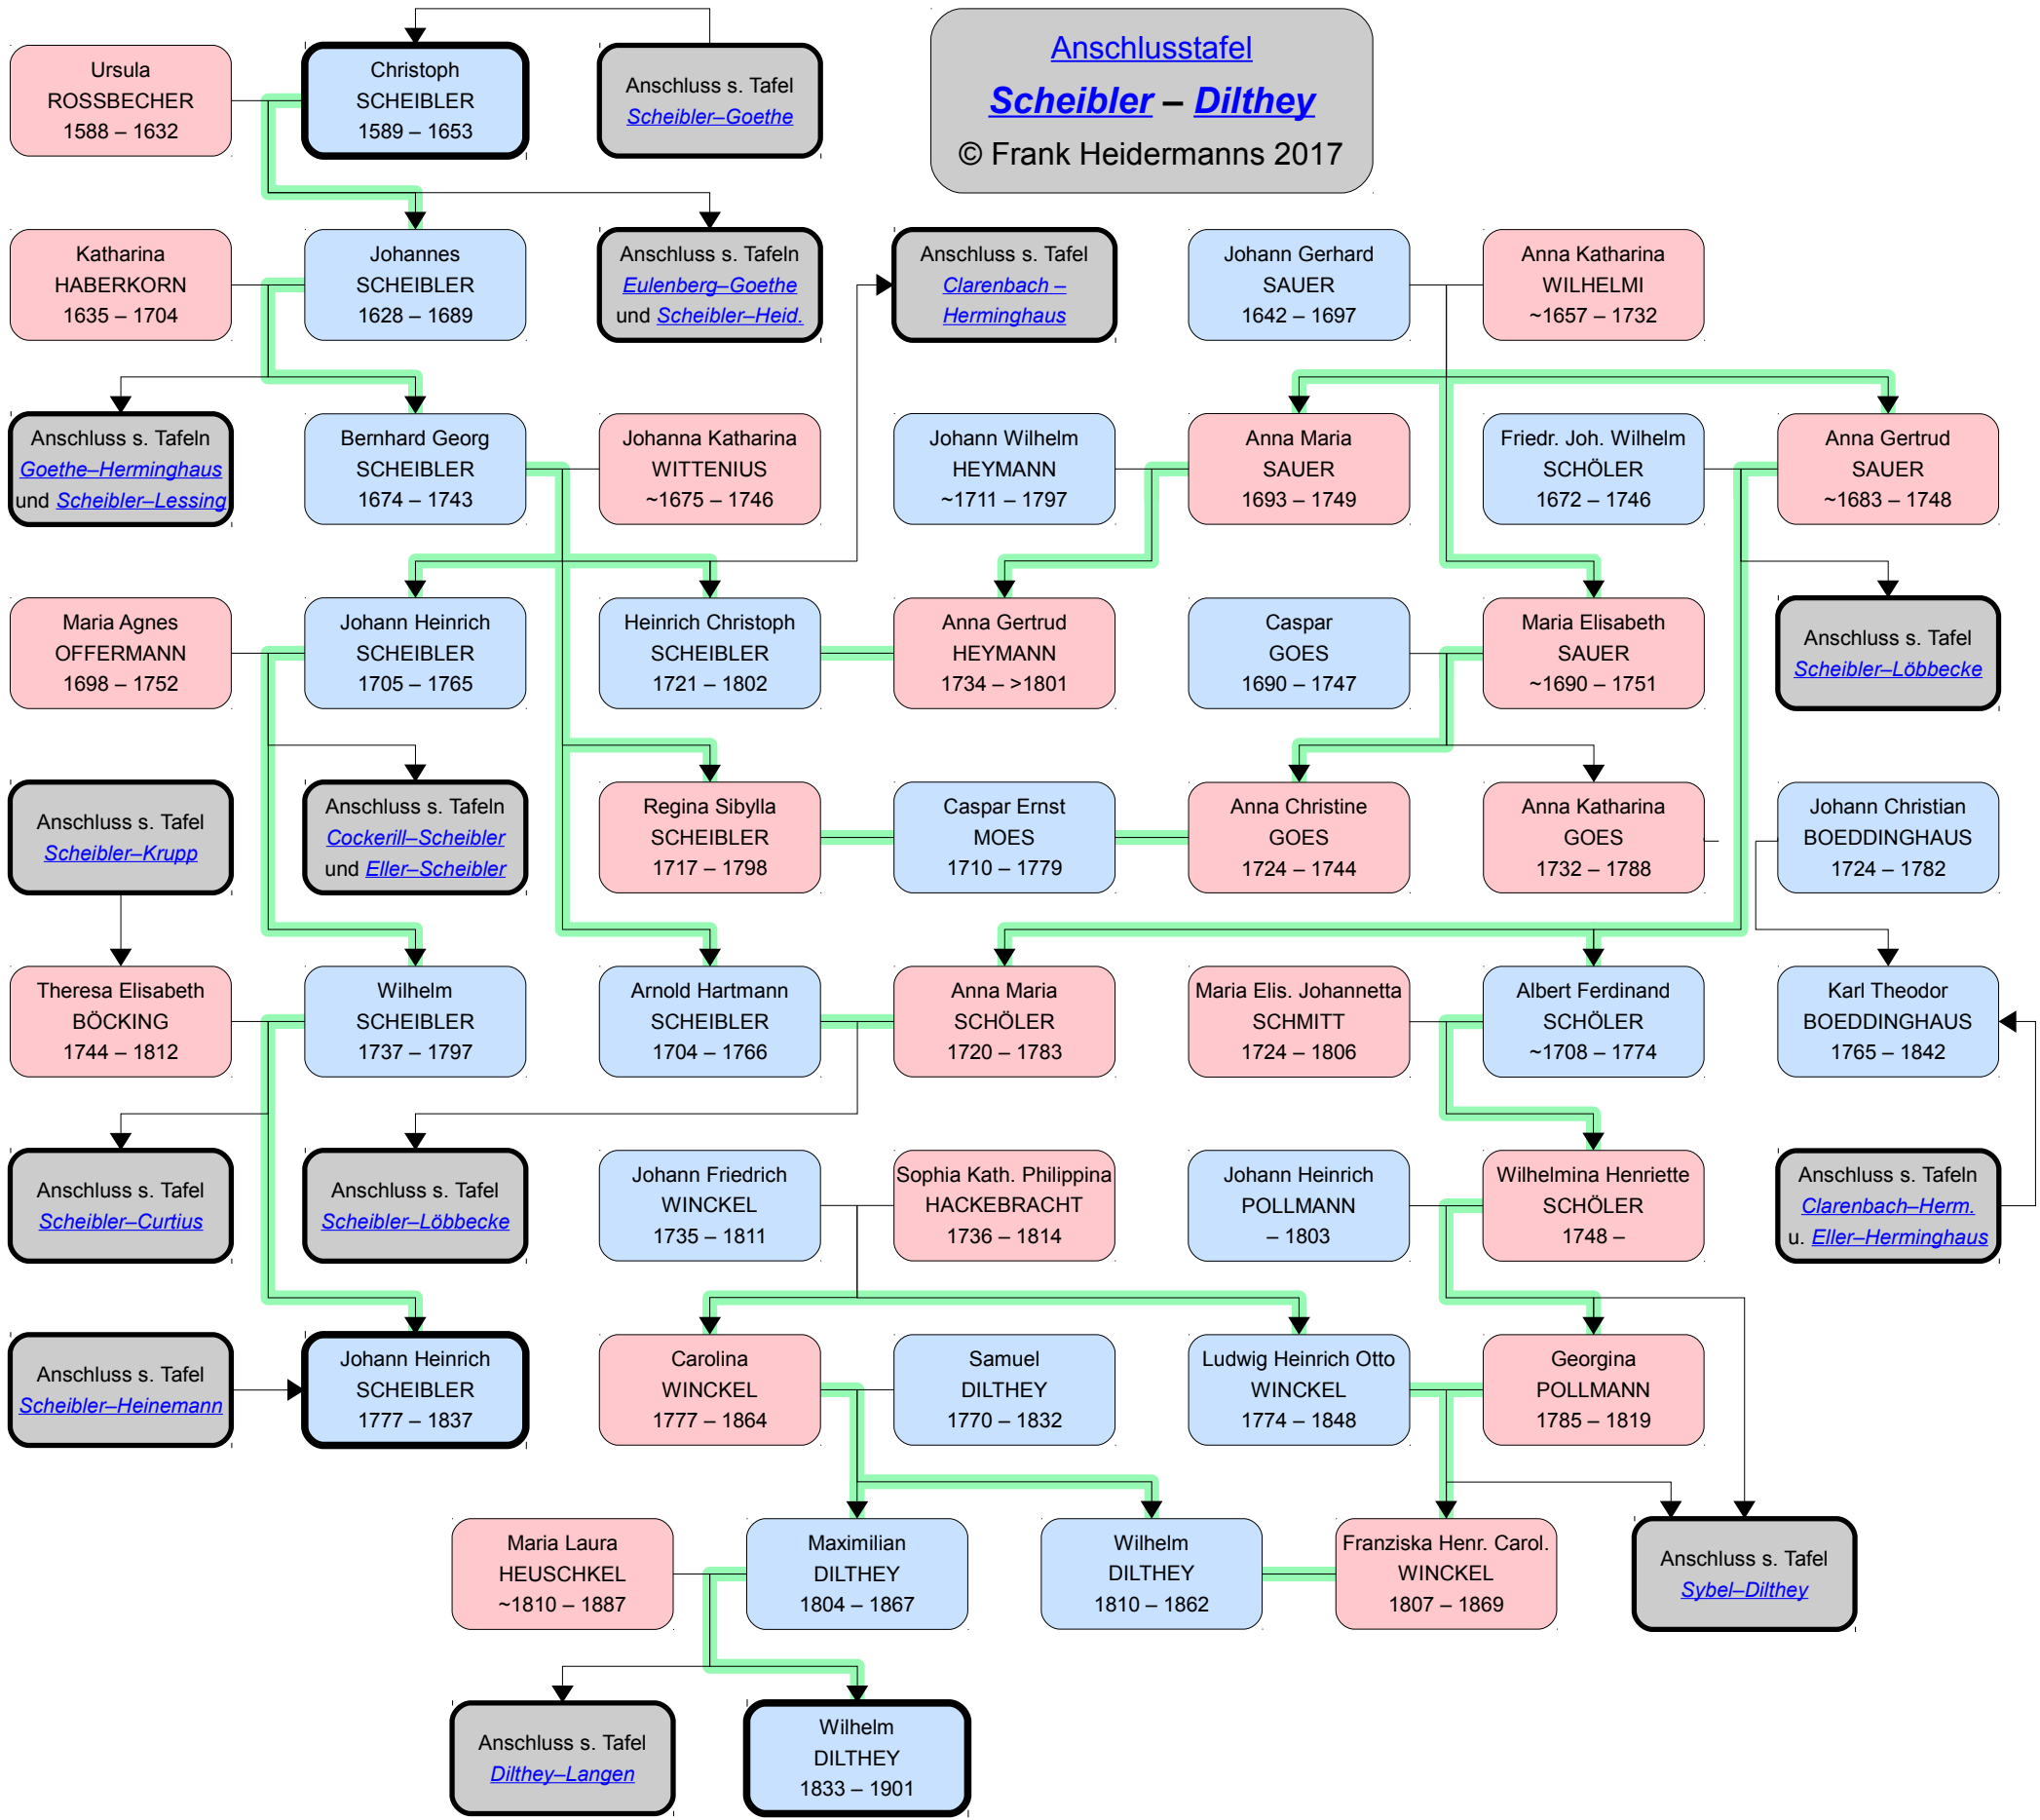 Anschlusstafel
Scheibler – Dilthey
© Frank Heidermanns 2017
Ursula
ROSSBECHER
1588 – 1632
Christoph
SCHEIBLER
1589 – 1653
Anschluss s. Tafel
Scheibler–Goethe
Katharina
HABERKORN
1635 – 1704
Johannes
SCHEIBLER
1628 – 1689
Anschluss s. Tafeln
Eulenberg–Goethe
und Scheibler–Heid.
Anschluss s. Tafel
Clarenbach –
Herminghaus
Johann Gerhard
SAUER
1642 – 1697
Anna Katharina
WILHELMI
~1657 – 1732
Anschluss s. Tafeln
Goethe–Herminghaus
und Scheibler–Lessing
Bernhard Georg
SCHEIBLER
1674 – 1743
Johanna Katharina
WITTENIUS
~1675 – 1746
Johann Wilhelm
HEYMANN
~1711 – 1797
Anna Maria
SAUER
1693 – 1749
Friedr. Joh. Wilhelm
SCHÖLER
1672 – 1746
Anna Gertrud
SAUER
~1683 – 1748
Maria Agnes
OFFERMANN
1698 – 1752
Johann Heinrich
SCHEIBLER
1705 – 1765
Heinrich Christoph
SCHEIBLER
1721 – 1802
Anna Gertrud
HEYMANN
1734 – >1801
Caspar
GOES
1690 – 1747
Maria Elisabeth
SAUER
~1690 – 1751
Anschluss s. Tafel
Scheibler–Löbbecke
Anschluss s. Tafel
Scheibler–Krupp
Anschluss s. Tafeln
Cockerill–Scheibler
und Eller–Scheibler
Regina Sibylla
SCHEIBLER
1717 – 1798
Caspar Ernst
MOES
1710 – 1779
Anna Christine
GOES
1724 – 1744
Anna Katharina
GOES
1732 – 1788
Johann Christian
BOEDDINGHAUS
1724 – 1782
Theresa Elisabeth
BÖCKING
1744 – 1812
Wilhelm
SCHEIBLER
1737 – 1797
Arnold Hartmann
SCHEIBLER
1704 – 1766
Anna Maria
SCHÖLER
1720 – 1783
Maria Elis. Johannetta
SCHMITT
1724 – 1806
Albert Ferdinand
SCHÖLER
~1708 – 1774
Karl Theodor
BOEDDINGHAUS
1765 – 1842
Anschluss s. Tafel
Scheibler–Curtius
Anschluss s. Tafel
Scheibler–Löbbecke
Johann Friedrich
WINCKEL
1735 – 1811
Sophia Kath. Philippina
HACKEBRACHT
1736 – 1814
Johann Heinrich
POLLMANN
– 1803
Wilhelmina Henriette
SCHÖLER
1748 –
Anschluss s. Tafeln
Clarenbach–Herm.
u. Eller–Herminghaus
Anschluss s. Tafel
Scheibler–Heinemann
Johann Heinrich
SCHEIBLER
1777 – 1837
Carolina
WINCKEL
1777 – 1864
Samuel
DILTHEY
1770 – 1832
Ludwig Heinrich Otto
WINCKEL
1774 – 1848
Georgina
POLLMANN
1785 – 1819
Maria Laura
HEUSCHKEL
~1810 – 1887
Maximilian
DILTHEY
1804 – 1867
Wilhelm
DILTHEY
1810 – 1862
Franziska Henr. Carol.
WINCKEL
1807 – 1869
Anschluss s. Tafel
Sybel–Dilthey
Anschluss s. Tafel
Dilthey–Langen
Wilhelm
DILTHEY
1833 – 1901